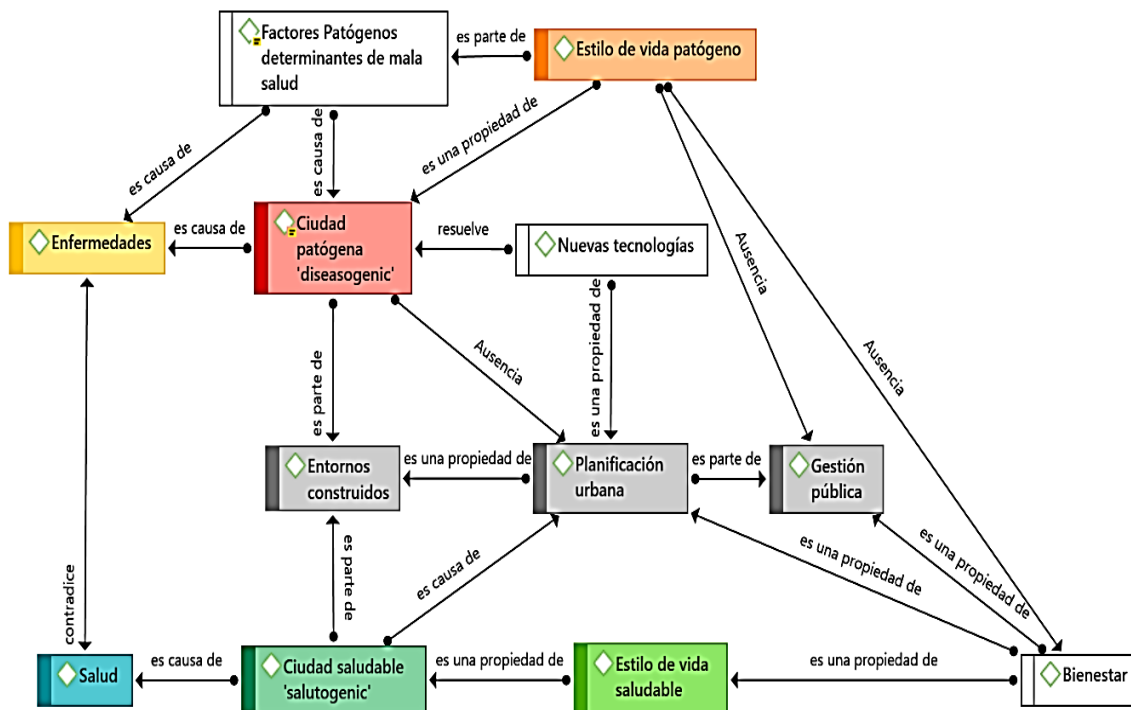 Factores Patógenos
determinantes de mala
salud
es parte de
Estilo de vida patógeno
es causa de
es causa de
es una propiedad de
Enfermedades
es causa de
Ciudad
patógena
'diseasogenic'
resuelve
Nuevas tecnologías
Ausencia
Ausencia
es parte de
Ausencia
es una propiedad de
Entornos
construidos
es una propiedad de
Planificación
urbana
es parte de
Gestión
pública
contradice
es parte de
es causa de
es una propiedad de
es una propiedad de
Salud
es causa de
Ciudad saludable
'salutogenic'
es una propiedad de
Estilo de vida
saludable
es una propiedad de
Bienestar